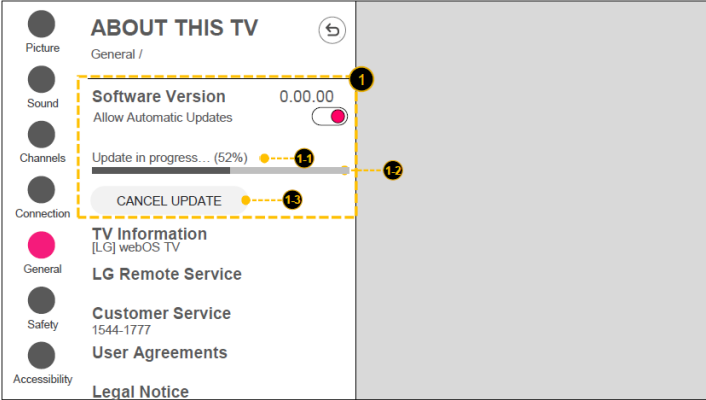 Picture
Sound
Channels
Connection
General
Safety
Accessibility
ABOUT THIS TV
General /
1
Software Version 0.00.00
Allow Automatic Updates
Update in progress... (52%) 1-1
1-2
CANCEL UPDATE 1-3
TV Information
[LG] webOS TV
LG Remote Service
Customer Service
1544-1777
User Agreements
Legal Notice